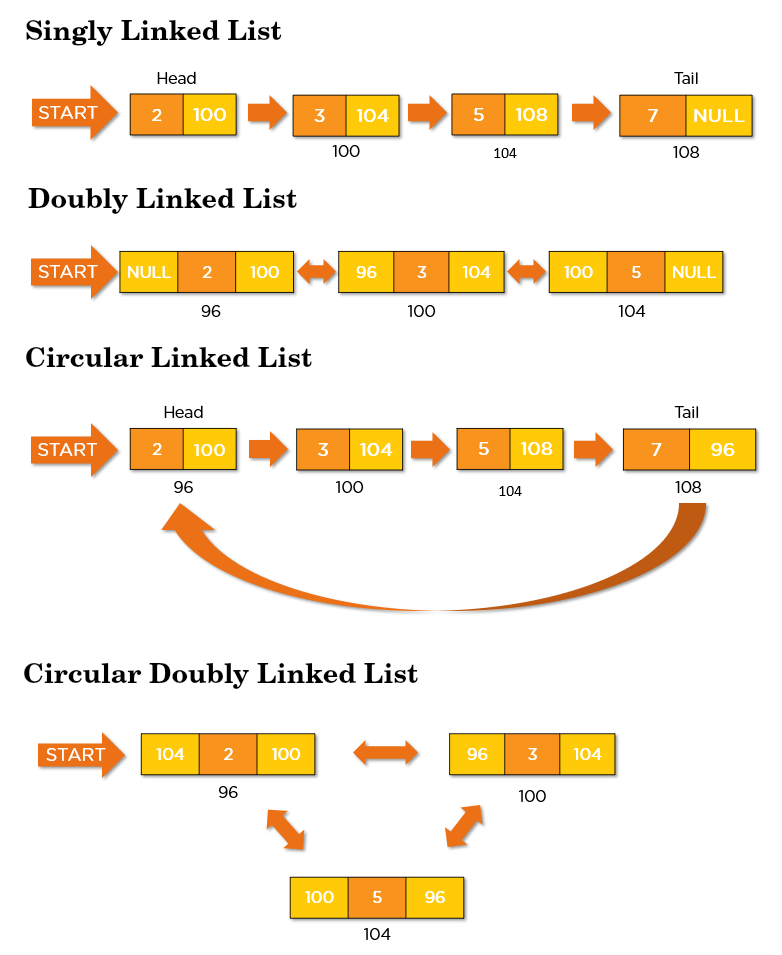 Singly Linked List
Head Tail
START 2 100 3 104 5 108 7 NULL
100 104 108
Doubly Linked List
START NULL 2 100 96 3 104 100 5 NULL
96 100 104
Circular Linked List
Head Tail
START 2 100 3 104 5 108 7 96
96 100 104 108
Circular Doubly Linked List
START 104 2 100 96 3 104
96 100
100 5 96
104